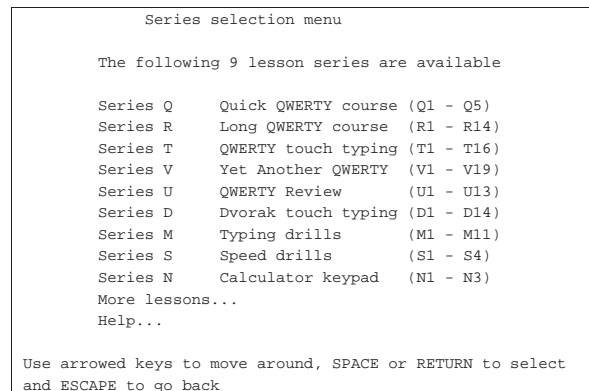 Series selection menu
The following 9 lesson series are available
Series Q Quick QWERTY course (Q1 - Q5)
Series R Long QWERTY course (R1 - R14)
Series T QWERTY touch typing (T1 - T16)
Series V Yet Another QWERTY (V1 - V19)
Series U QWERTY Review (U1 - U13)
Series D Dvorak touch typing (D1 - D14)
Series M Typing drills (M1 - M11)
Series S Speed drills (S1 - S4)
Series N Calculator keypad (N1 - N3)
More lessons...
Help...
Use arrowed keys to move around, SPACE or RETURN to select
and ESCAPE to go back